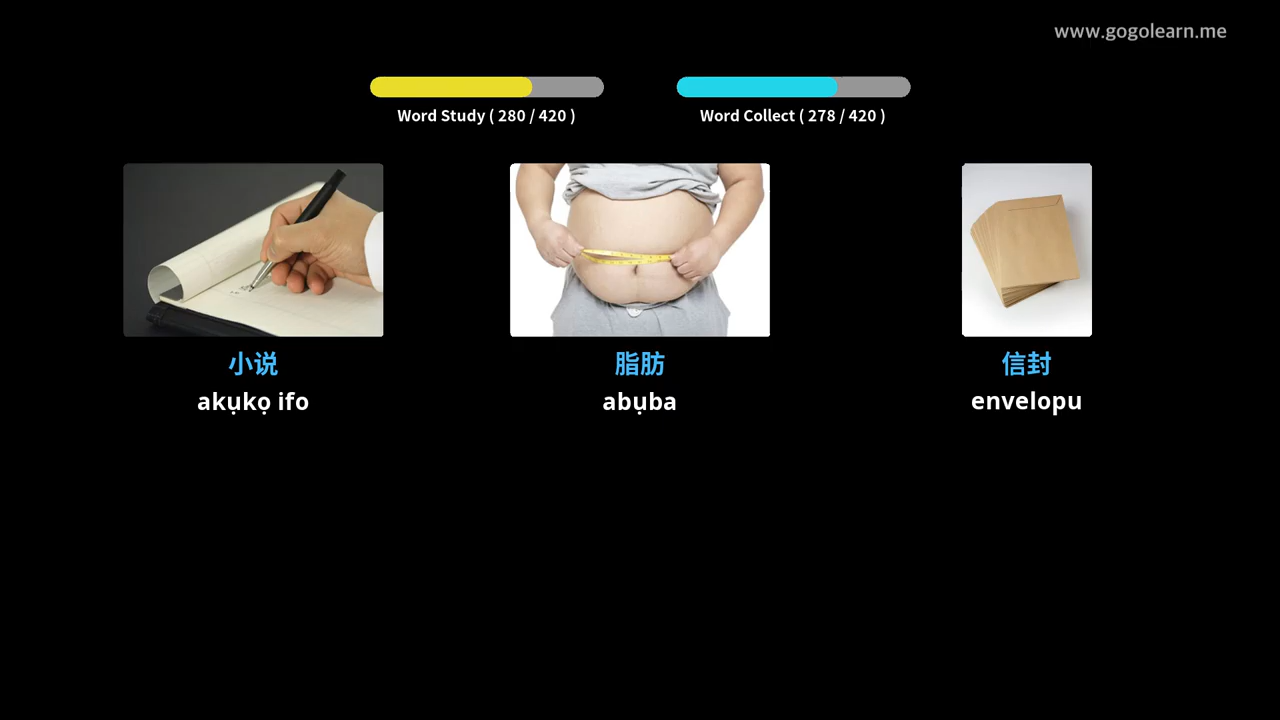 www.gogolearn.me
Word Study ( 280 / 420 )
Word Collect ( 278 / 420 )
小说
akụkọ ifo
脂肪
abụba
信封
envelopu